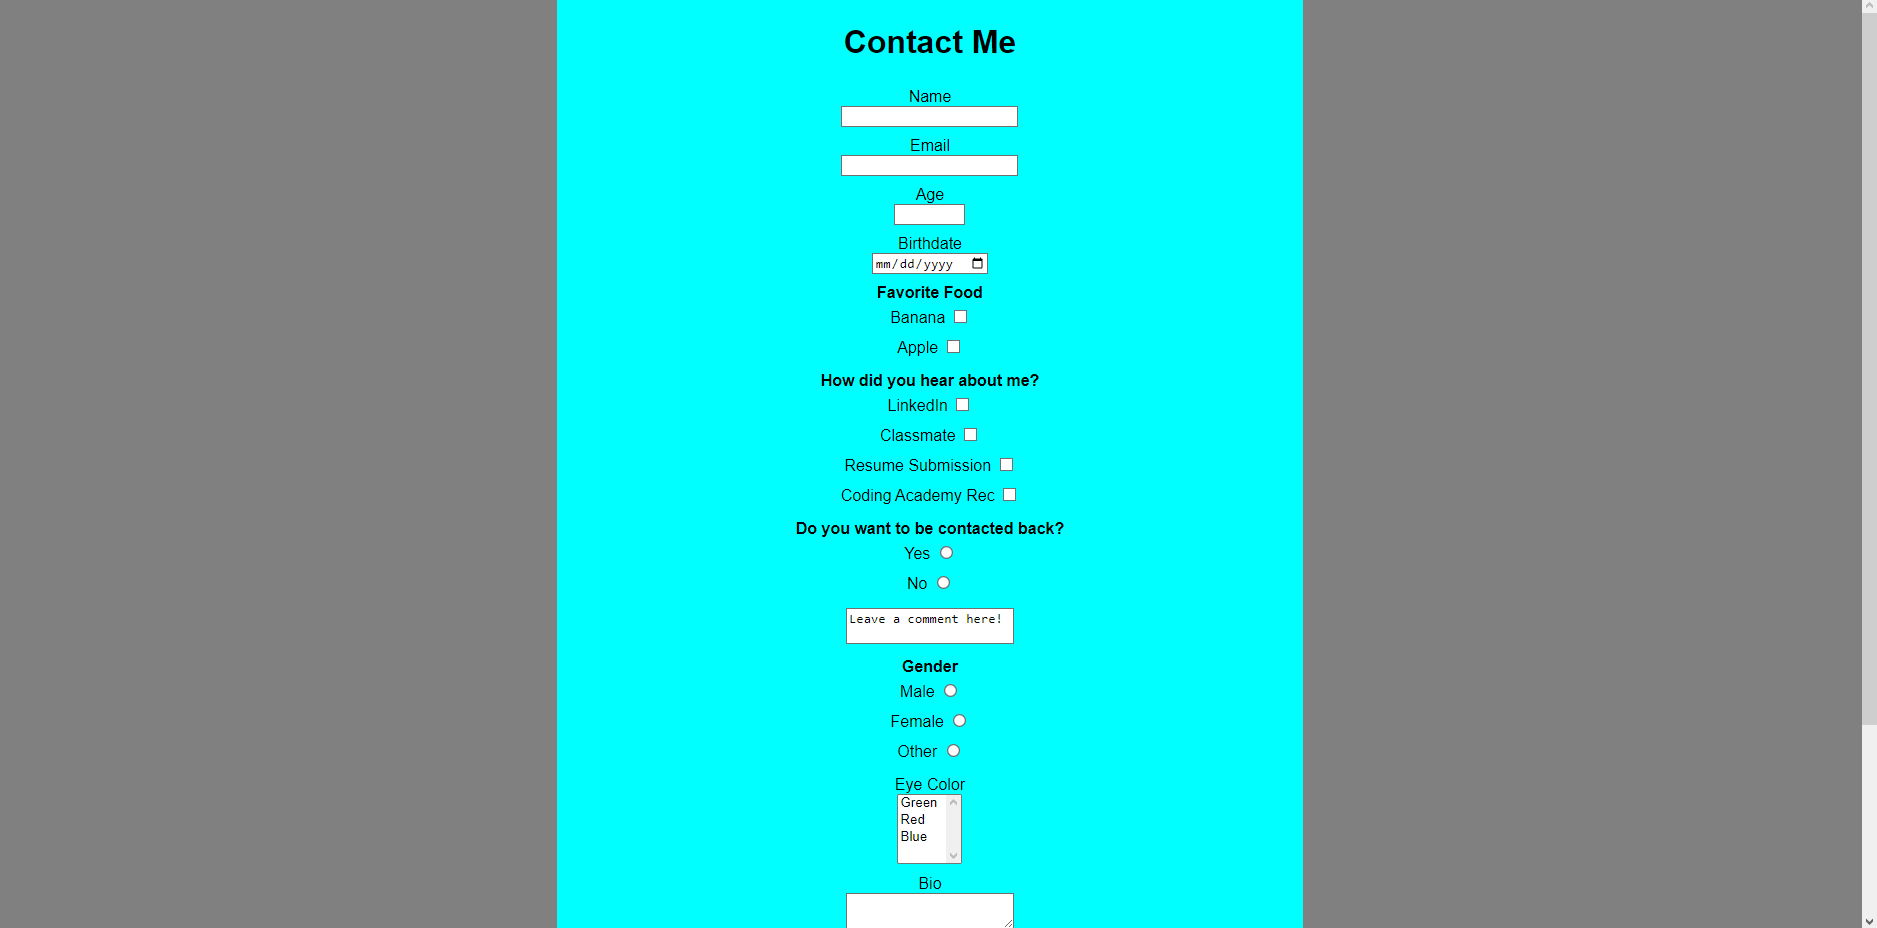 Contact Me
Name
Email
Age
Birthdate
mm/dd/yyyy
Favorite Food
Banana
Apple
How did you hear about me?
LinkedIn
Classmate
Resume Submission
Coding Academy Rec
Do you want to be contacted back?
Yes
No
Leave a comment here!
Gender
Male
Female
Other
Eye Color
Green
Red
Blue
Bio